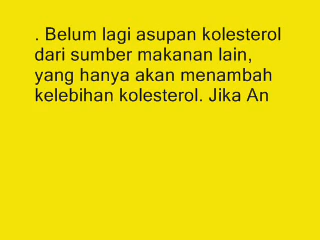 . Belum lagi asupan kolesterol
dari sumber makanan lain,
yang hanya akan menambah
kelebihan kolesterol. Jika An